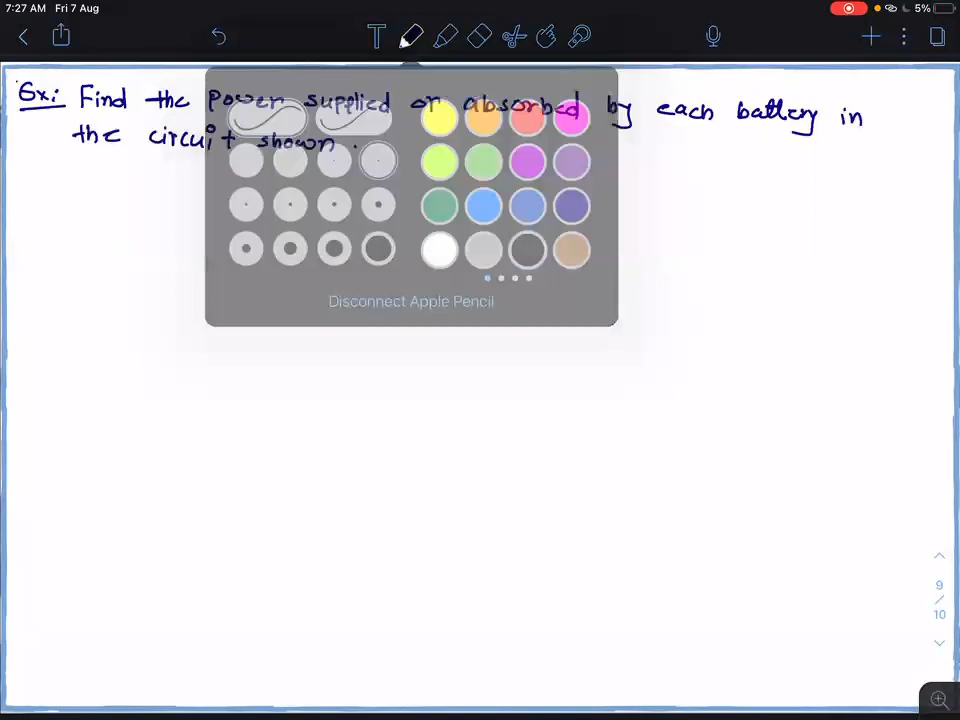 7:27 AM Fri 7 Aug
5%
Ex: Find the power supplied or absorbed by each battery in
the circuit shown.
Disconnect Apple Pencil
9
/
10